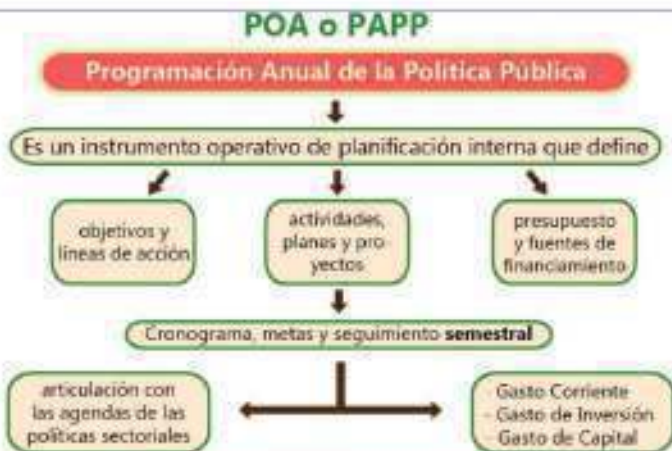 POA o PAPP
Programación Anual de la Política Pública
Es un instrumento operativo de planificación interna que define
objetivos y
líneas de acción
actividades,
planes y pro-
yectos
presupuesto
y fuentes de
financiamiento
Cronograma, metas y seguimiento semestral
articulación con
las agendas de las
políticas sectoriales
- Gasto Corriente
- Gasto de Inversión
- Gasto de Capital